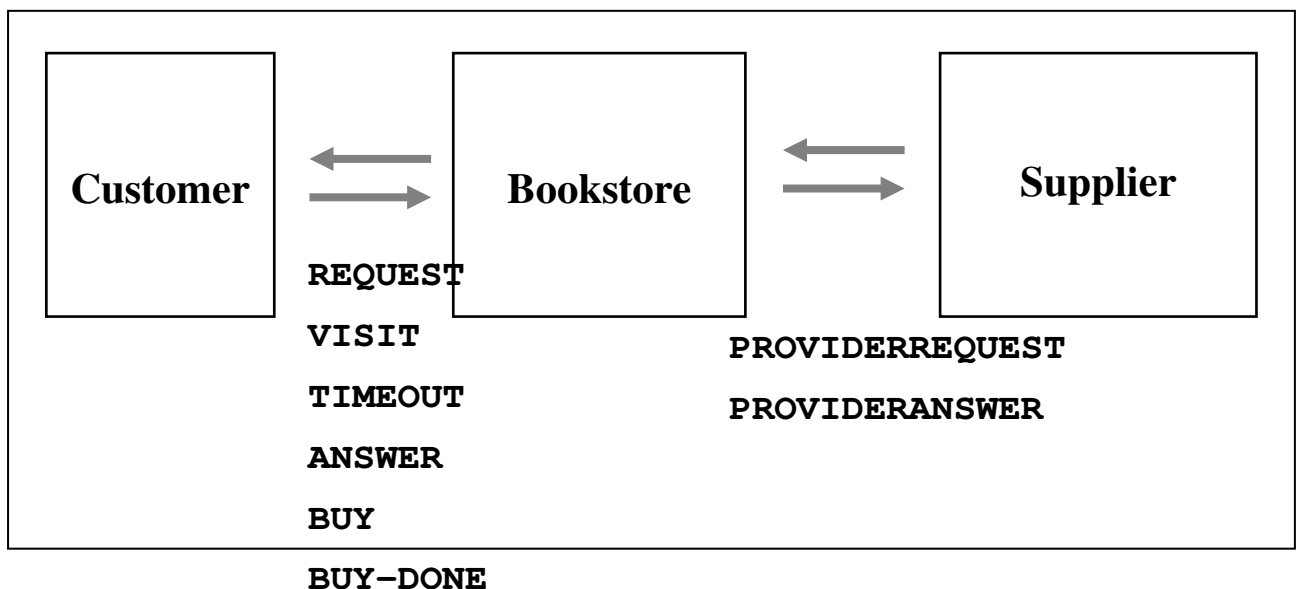 Customer
Bookstore
Supplier
REQUEST
VISIT
TIMEOUT
ANSWER
BUY
BUY–DONE
PROVIDERREQUEST
PROVIDERANSWER